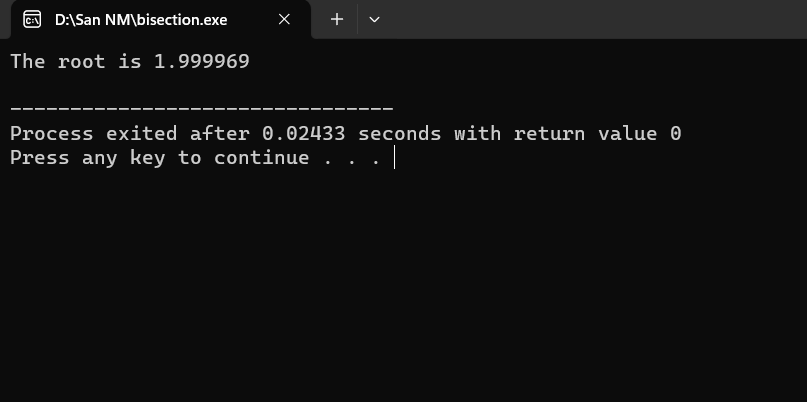 D:\San NM\bisection.exe
The root is 1.999969
--------------------------------
Process exited after 0.02433 seconds with return value 0
Press any key to continue . . .